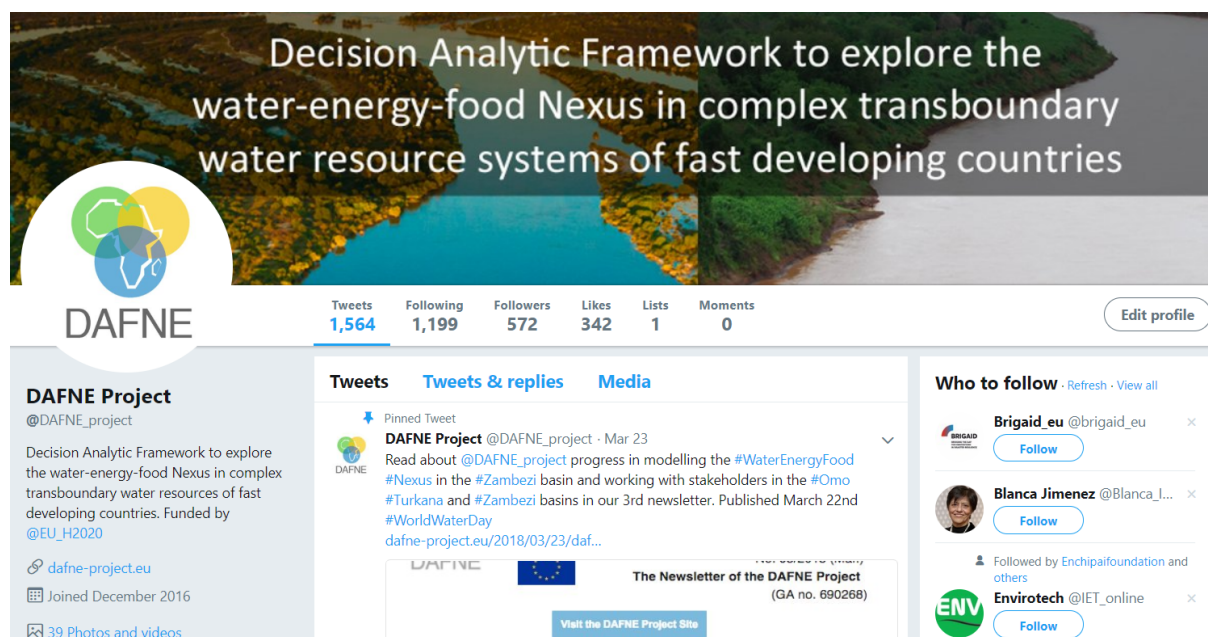 Decision Analytic Framework to explore the
water-energy-food Nexus in complex transboundary
water resource systems of fast developing countries
DAFNE
Tweets Following Followers Likes Lists Moments
1,564 1,199 572 342 1 0
Edit profile
DAFNE Project
@DAFNE_project
Decision Analytic Framework to explore
the water-energy-food Nexus in complex
transboundary water resources of fast
developing countries. Funded by
@EU_H2020
dafne-project.eu
Joined December 2016
39 Photos and videos
Tweets Tweets & replies Media
Pinned Tweet
DAFNE
DAFNE Project @DAFNE_project · Mar 23
Read about @DAFNE_project progress in modelling the #WaterEnergyFood
#Nexus in the #Zambezi basin and working with stakeholders in the #Omo
#Turkana and #Zambezi basins in our 3rd newsletter. Published March 22nd
#WorldWaterDay
dafne-project.eu/2018/03/23/daf...
DAFNE
The Newsletter of the DAFNE Project
(GA no. 690268)
Visit the DAFNE Project Site
Who to follow · Refresh · View all
BRIGAID
Brigaid_eu @brigaid_eu
Follow
Blanca Jimenez @Blanca_I...
Follow
Followed by Enchipaifoundation and
others
ENV
Envirotech @IET_online
Follow